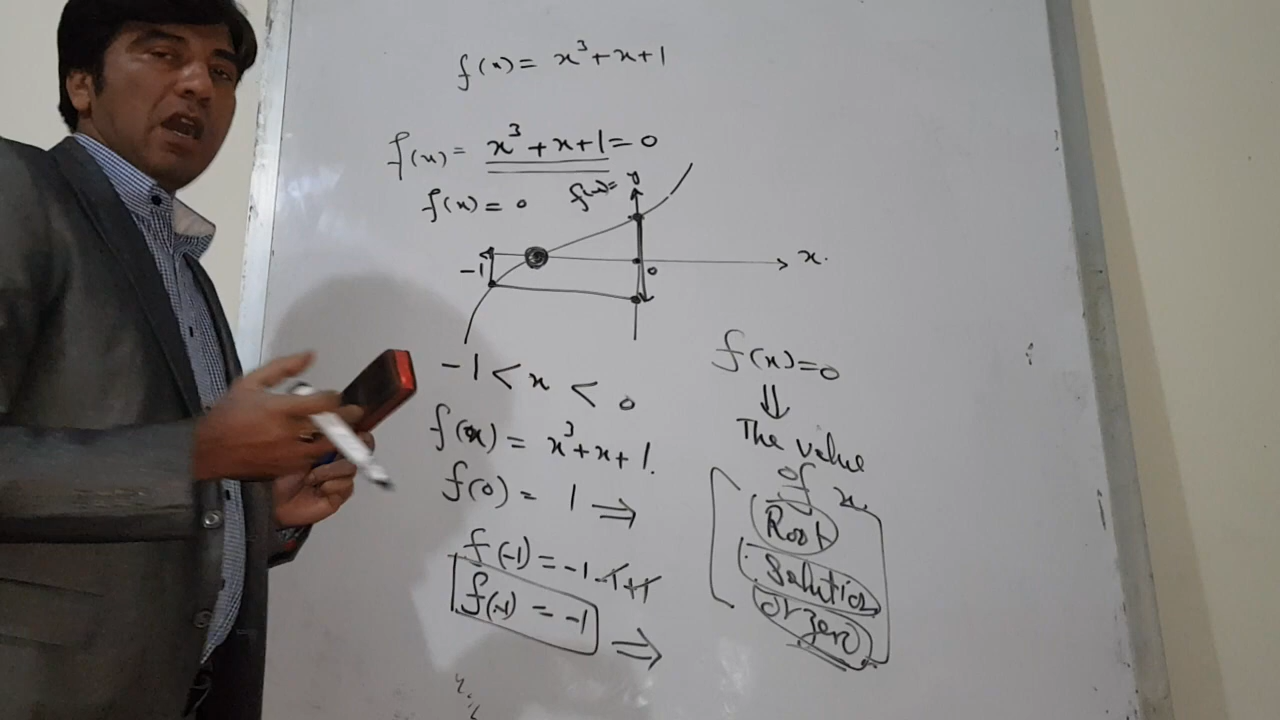 f(x) = x³+x+1
f(x) = x³+x+1 = 0
f(x) = 0
f(x)= y
-1
0
x.
-1 < x < 0
f(x) = x³+x+1.
f(0) = 1 ⇒
f(-1) = -1-1+1
f(-1) = -1 ⇒
f(x)=0
⇓
The value
of x.
Root
Solution
or zero